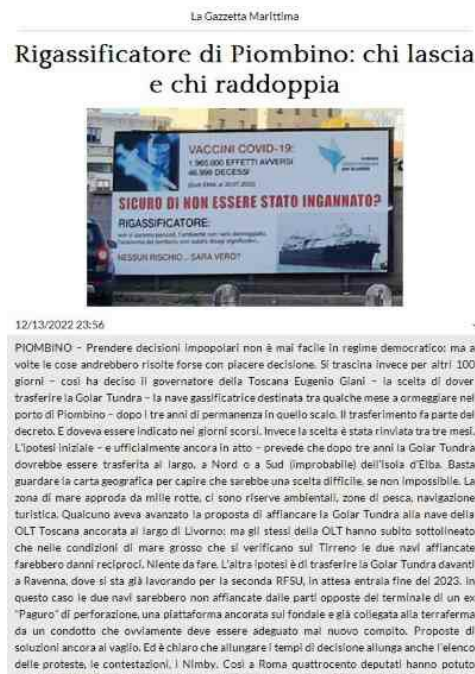 La Gazzetta Marittima
Rigassificatore di Piombino: chi lascia
e chi raddoppia
VACCINI COVID-19:
1.965.000 EFFETTI AVVERSI
DECESSI
SICURO DI NON ESSERE STATO INGANNATO?
RIGASSIFICATORE:
NESSUN RISCHIO... SARA VERO?
12/13/2022 23:56
PIOMBINO – Prendere decisioni impopolari non è mai facile in regime democratico: ma a
volte le cose andrebbero risolte forse con piacere decisione. Si trascina invece per altri 100
giorni – così ha deciso il governatore della Toscana Eugenio Giani – la scelta di dover
trasferire la Golar Tundra – la nave gassificatrice destinata tra qualche mese a ormeggiare nel
porto di Piombino – dopo i tre anni di permanenza in quello scalo. Il trasferimento fa parte del
decreto. E doveva essere indicato nei giorni scorsi. Invece la scelta è stata rinviata tra tre mesi.
L'ipotesi iniziale – e ufficialmente ancora in atto – prevede che dopo tre anni la Golar Tundra
dovrebbe essere trasferita al largo, a Nord o a Sud (improbabile) dell'isola d'Elba. Basta
guardare la carta geografica per capire che sarebbe una scelta difficile, se non impossibile. La
zona di mare approda da mille rotte, ci sono riserve ambientali, zone di pesca, navigazione
turistica. Qualcuno aveva avanzato la proposta di affiancare la Golar Tundra alla nave della
OLT Toscana ancorata al largo di Livorno: ma gli stessi della OLT hanno subito sottolineato
che nelle condizioni di mare grosso che si verificano sul Tirreno le due navi affiancate
farebbero danni reciproci. Niente da fare. L'altra ipotesi è di trasferire la Golar Tundra davanti
a Ravenna, dove si sta già lavorando per la seconda RFSU, in attesa entrala fine del 2023. In
questo caso le due navi sarebbero non affiancate dalle parti opposte del terminale di un ex
"Paguro" di perforazione, una piattaforma ancorata sui fondale e già collegata alla terraferma
da un condotto che ovviamente deve essere adeguato mal nuovo compito. Proposte di
soluzioni ancora al vaglio. Ed è chiaro che allungare i tempi di decisione allunga anche l'elenco
delle proteste, le contestazioni, i Nimby. Così a Roma quattrocento deputati hanno potuto